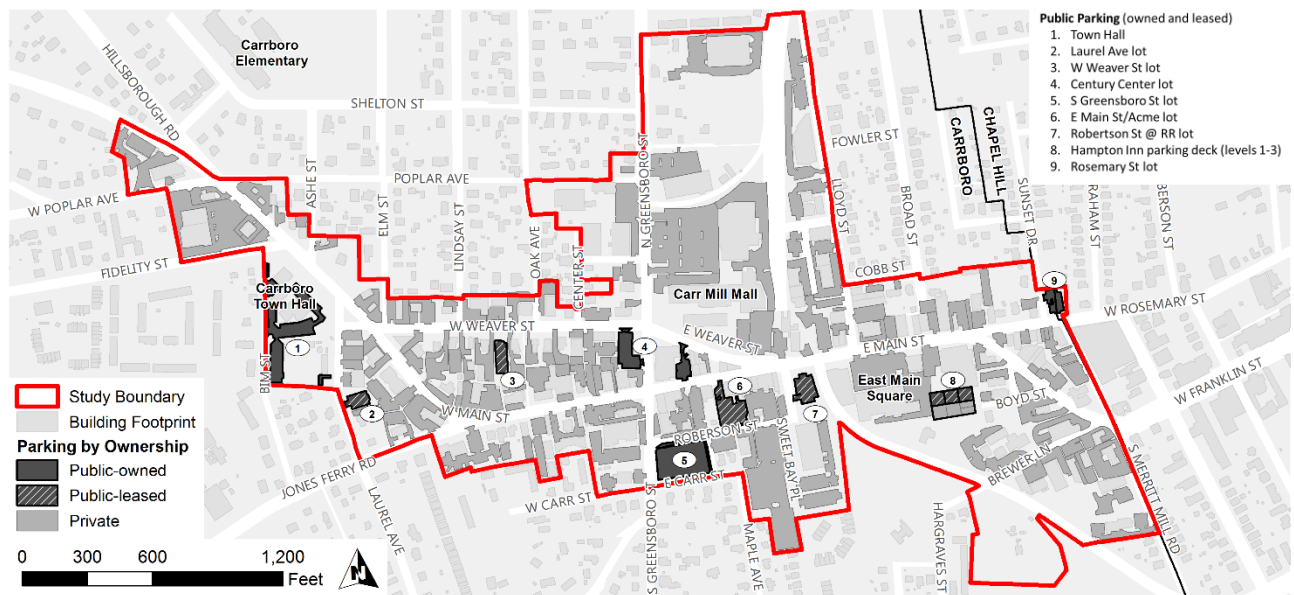 Public Parking (owned and leased)
1. Town Hall
2. Laurel Ave lot
3. W Weaver St lot
4. Century Center lot
5. S Greensboro St lot
6. E Main St/Acme lot
7. Robertson St @ RR lot
8. Hampton Inn parking deck (levels 1-3)
9. Rosemary St lot
Carrboro
Elementary
HILLSBOROUGH RD
SHELTON ST
N GREENSBORO ST
FOWLER ST
CARRBORO
CHAPEL HILL
SUNSET DR
ASHE ST
POPLAR AVE
W POPLAR AVE
ELM ST
LINDSAY ST
OAK AVE
CENTER ST
LLOYD ST
BROAD ST
FIDELITY ST
COBB ST
Carrboro
Town Hall
Carr Mill Mall
9
W ROSEMARY ST
W WEAVER ST
E WEAVER ST
E MAIN ST
1
4
3
BIM ST
6
East Main
Square
8
W FRANKLIN ST
BOYD ST
2
7
W MAIN ST
ROBERSON ST
SWEET BAY PL
5
E CARR ST
BREWER LN
S MERRITT MILL RD
JONES FERRY RD
LAUREL AVE
W CARR ST
S GREENSBORO ST
MAPLE AVE
HARGRAVES ST
Study Boundary
Building Footprint
Parking by Ownership
Public-owned
Public-leased
Private
0 300 600 1,200
Feet
N